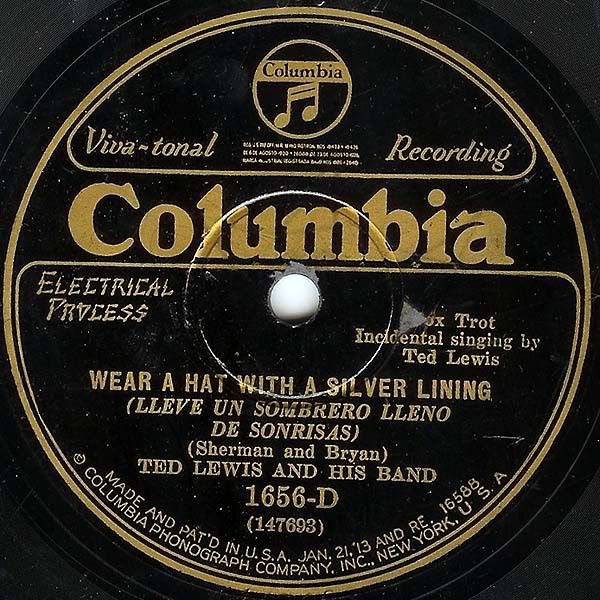 Columbia
Viva-tonal Recording
Columbia
ELECTRICAL
PROCESS
Trot
Incidental singing by
Ted Lewis
WEAR A HAT WITH A SILVER LINING
(LLEVE UN SOMBRERO LLENO
DE SONRISAS)
(Sherman and Bryan)
TED LEWIS AND HIS BAND
1656-D
(147693)
MADE AND PAT'D IN U.S.A. JAN. 21,'13 AND RE 16588
© COLUMBIA PHONOGRAPH COMPANY, INC., NEW YORK, U.S.A